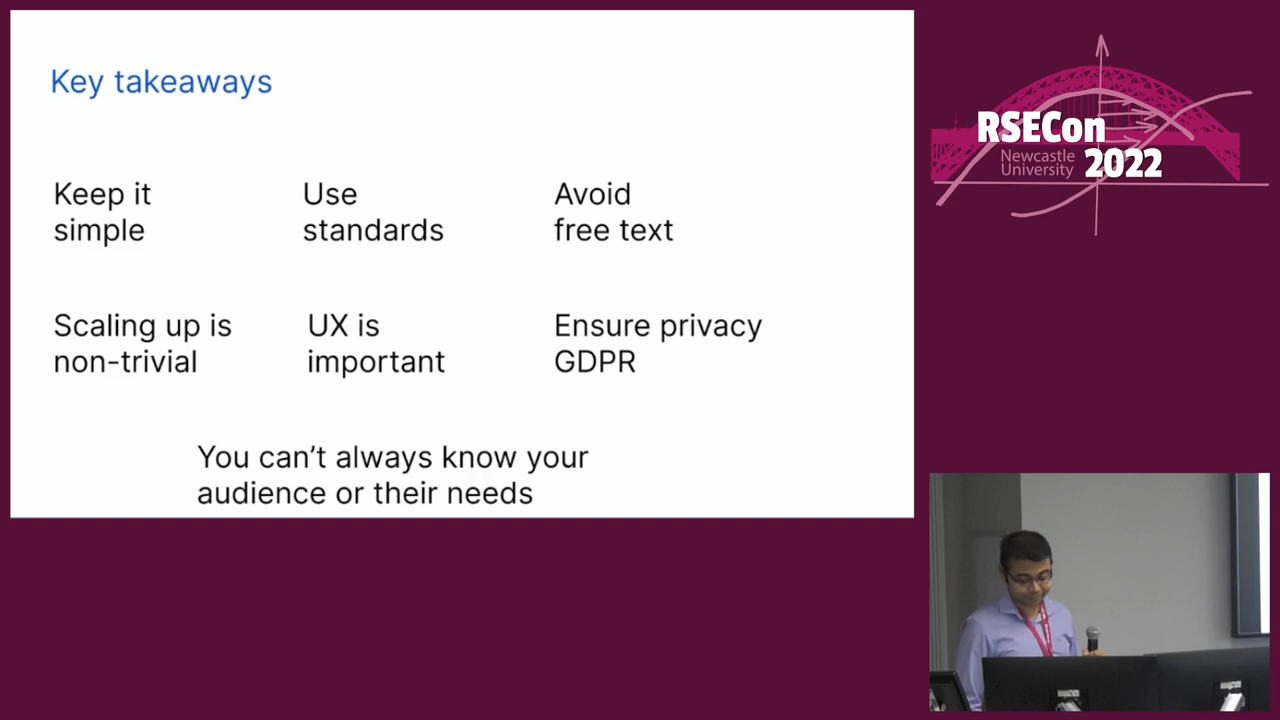 Key takeaways
Keep it
simple
Use
standards
Avoid
free text
Scaling up is
non-trivial
UX is
important
Ensure privacy
GDPR
You can’t always know your
audience or their needs
RSECon
Newcastle
University
2022